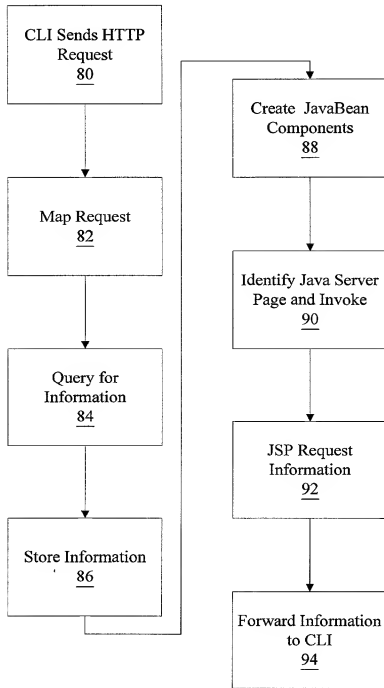 CLI Sends HTTP
Request
80
Map Request
82
Query for
Information
84
Store Information
86
Create JavaBean
Components
88
Identify Java Server
Page and Invoke
90
JSP Request
Information
92
Forward Information
to CLI
94